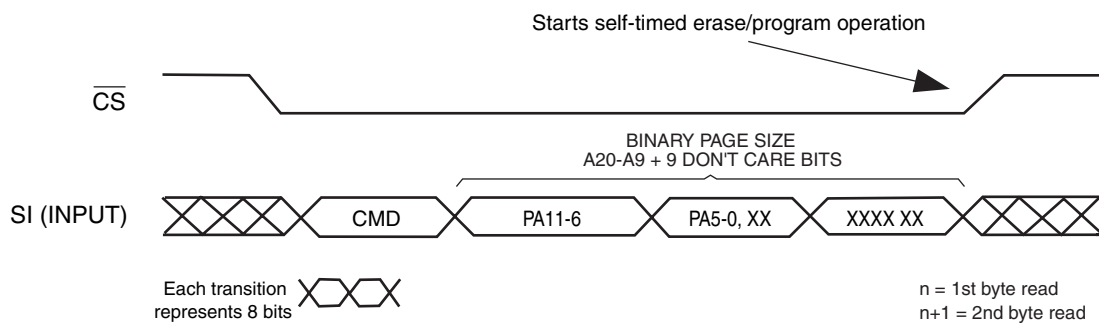 Starts self-timed erase/program operation
CS
BINARY PAGE SIZE
A20-A9 + 9 DON'T CARE BITS
SI (INPUT)
CMD
PA11-6
PA5-0, XX
XXXX XX
Each transition
represents 8 bits
n = 1st byte read
n+1 = 2nd byte read